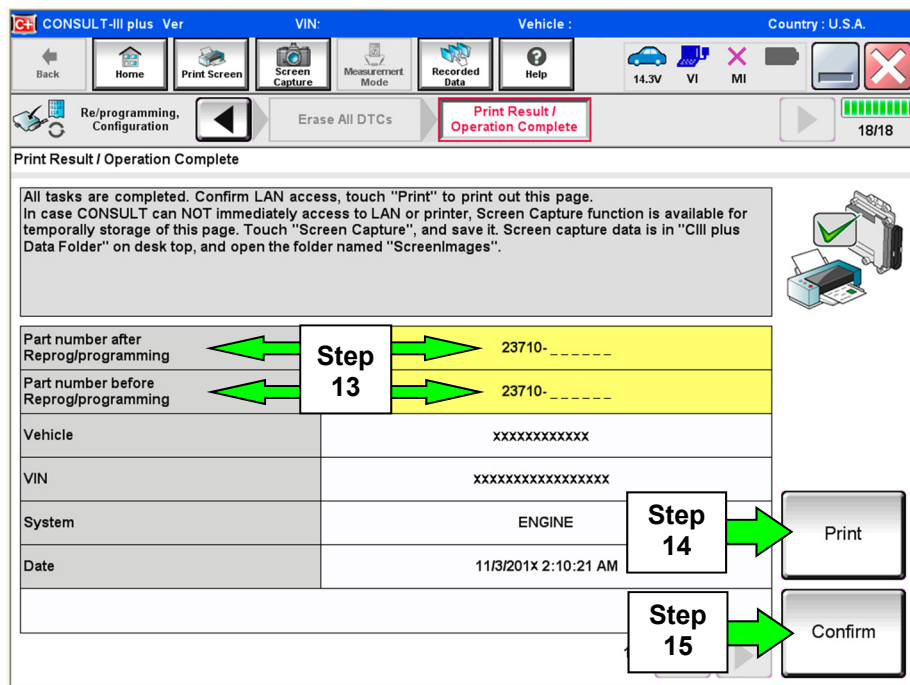 C+ CONSULT-III plus Ver VIN: Vehicle : Country : U.S.A.
Back Home Print Screen Screen Capture Measurement Mode Recorded Data Help 14.3V VI MI
Re/programming, Configuration Erase All DTCs Print Result / Operation Complete 18/18
Print Result / Operation Complete
All tasks are completed. Confirm LAN access, touch "Print" to print out this page.
In case CONSULT can NOT immediately access to LAN or printer, Screen Capture function is available for
temporally storage of this page. Touch "Screen Capture", and save it. Screen capture data is in "CIII plus
Data Folder" on desk top, and open the folder named "ScreenImages".
Part number after
Reprog/programming
23710-_ _ _ _ _ _
Step
13
Part number before
Reprog/programming
23710-_ _ _ _ _ _
Vehicle xxxxxxxxxxxx
VIN xxxxxxxxxxxxxxxxx
System ENGINE
Step
14
Print
Date 11/3/201X 2:10:21 AM
Step
15
Confirm